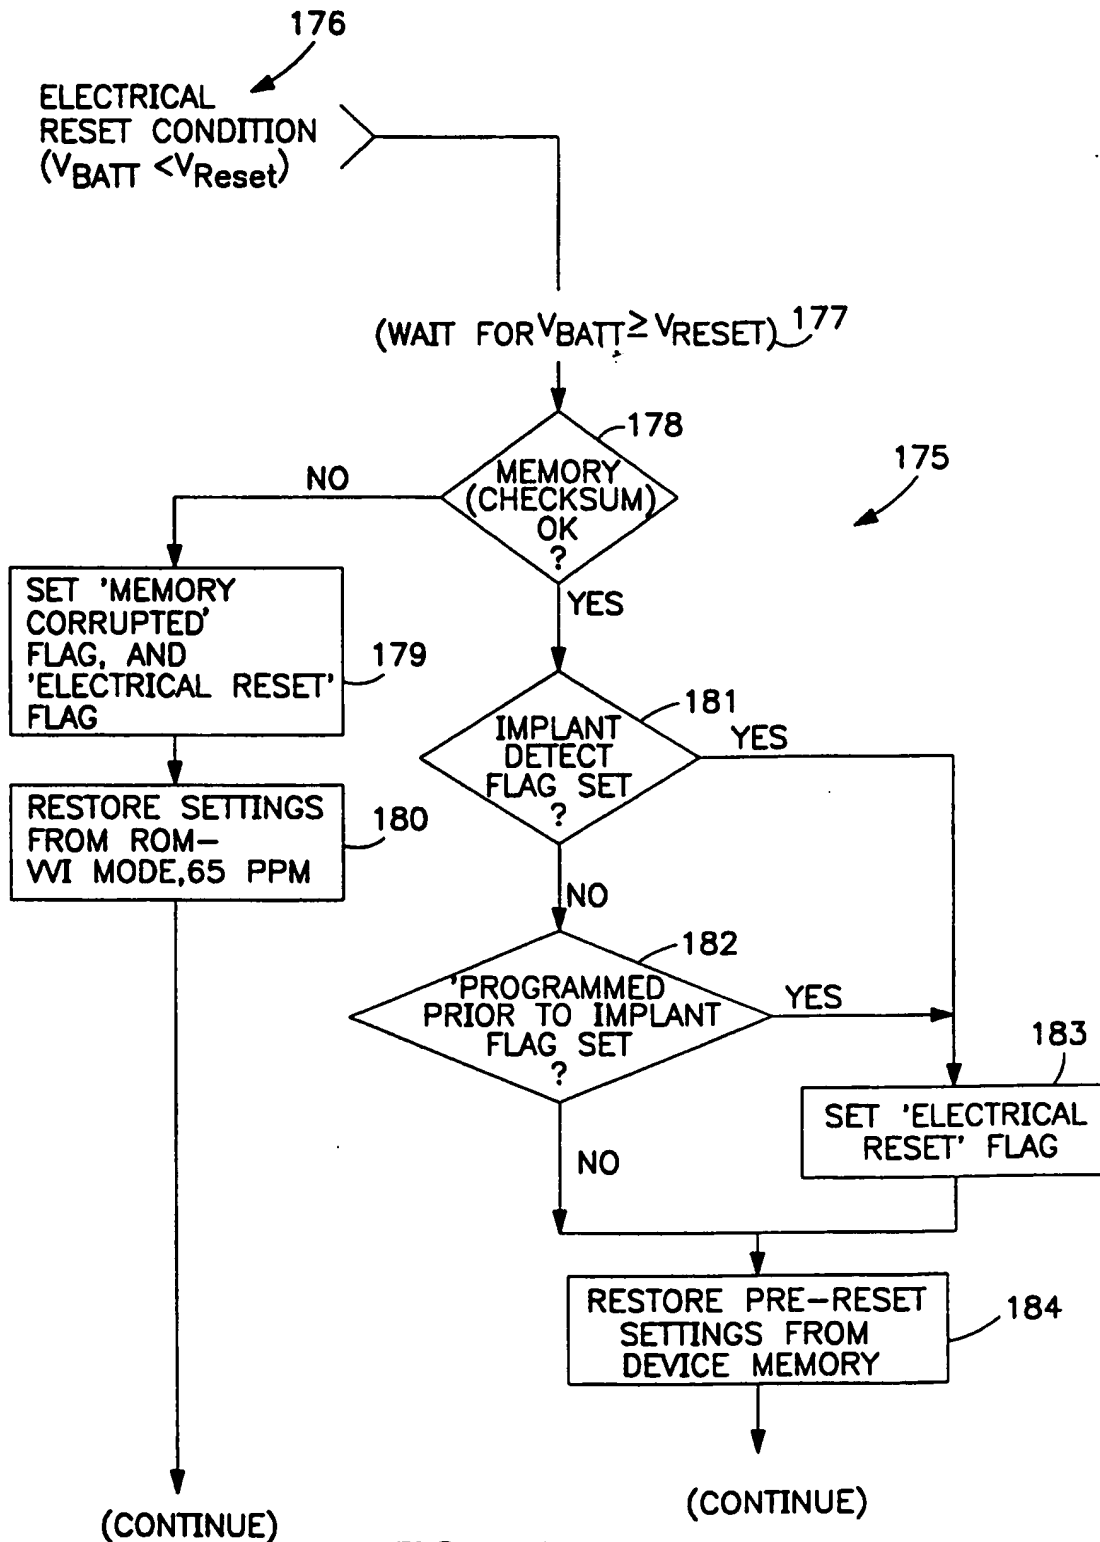 176
ELECTRICAL
RESET CONDITION
(VBATT <VReset)
(WAIT FOR VBATT ≥ VRESET) 177
178
MEMORY
(CHECKSUM)
OK
?
NO
YES
175
SET 'MEMORY
CORRUPTED'
FLAG, AND
'ELECTRICAL RESET'
FLAG
179
RESTORE SETTINGS
FROM ROM-
VVI MODE,65 PPM
180
181
IMPLANT
DETECT
FLAG SET
?
YES
NO
182
'PROGRAMMED
PRIOR TO IMPLANT
FLAG SET
?
YES
NO
183
SET 'ELECTRICAL
RESET' FLAG
RESTORE PRE-RESET
SETTINGS FROM
DEVICE MEMORY
184
(CONTINUE)
(CONTINUE)